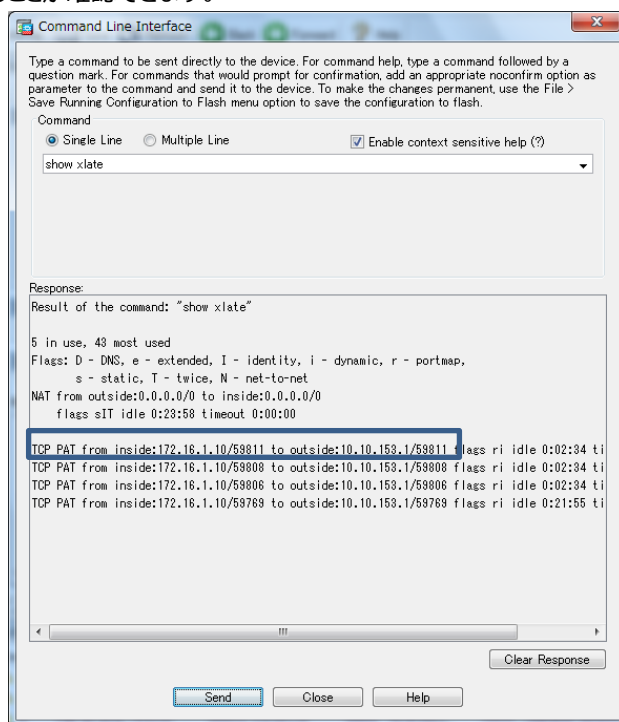 確認できます。
Command Line Interface
Type a command to be sent directly to the device. For command help, type a command followed by a
question mark. For commands that would prompt for confirmation, add an appropriate noconfirm option as
parameter to the command and send it to the device. To make the changes permanent, use the File >
Save Running Configuration to Flash menu option to save the configuration to flash.
Command
Single Line Multiple Line Enable context sensitive help (?)
show xlate
Response:
Result of the command: "show xlate"
5 in use, 43 most used
Flags: D - DNS, e - extended, I - identity, i - dynamic, r - portmap,
s - static, T - twice, N - net-to-net
NAT from outside:0.0.0.0/0 to inside:0.0.0.0/0
flags sIT idle 0:23:58 timeout 0:00:00
TCP PAT from inside:172.16.1.10/59811 to outside:10.10.153.1/59811 flags ri idle 0:02:34 ti
TCP PAT from inside:172.16.1.10/59808 to outside:10.10.153.1/59808 flags ri idle 0:02:34 ti
TCP PAT from inside:172.16.1.10/59806 to outside:10.10.153.1/59806 flags ri idle 0:02:34 ti
TCP PAT from inside:172.16.1.10/59769 to outside:10.10.153.1/59769 flags ri idle 0:21:55 ti
Clear Response
Send Close Help